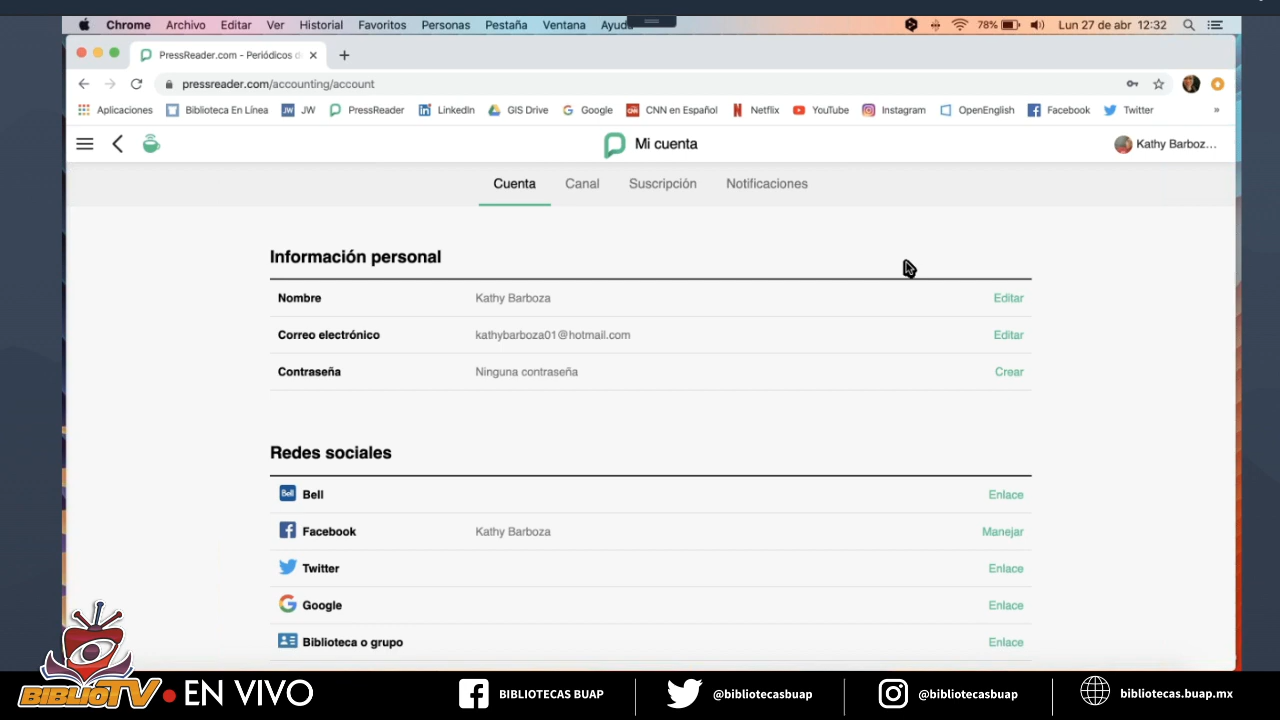 Chrome Archivo Editar Ver Historial Favoritos Personas Pestaña Ventana Ayuda 78% Lun 27 de abr 12:32
PressReader.com - Periódicos d
pressreader.com/accounting/account
Aplicaciones Biblioteca En Línea JW JW PressReader LinkedIn GIS Drive Google CNN en Español Netflix YouTube Instagram OpenEnglish Facebook Twitter »
Mi cuenta Kathy Barboz...
Cuenta Canal Suscripción Notificaciones
Información personal
Nombre Kathy Barboza Editar
Correo electrónico kathybarboza01@hotmail.com Editar
Contraseña Ninguna contraseña Crear
Redes sociales
Bell Bell Enlace
Facebook Kathy Barboza Manejar
Twitter Enlace
Google Enlace
Biblioteca o grupo Enlace
BIBLIOTV EN VIVO BIBLIOTECAS BUAP @bibliotecasbuap @bibliotecasbuap bibliotecas.buap.mx